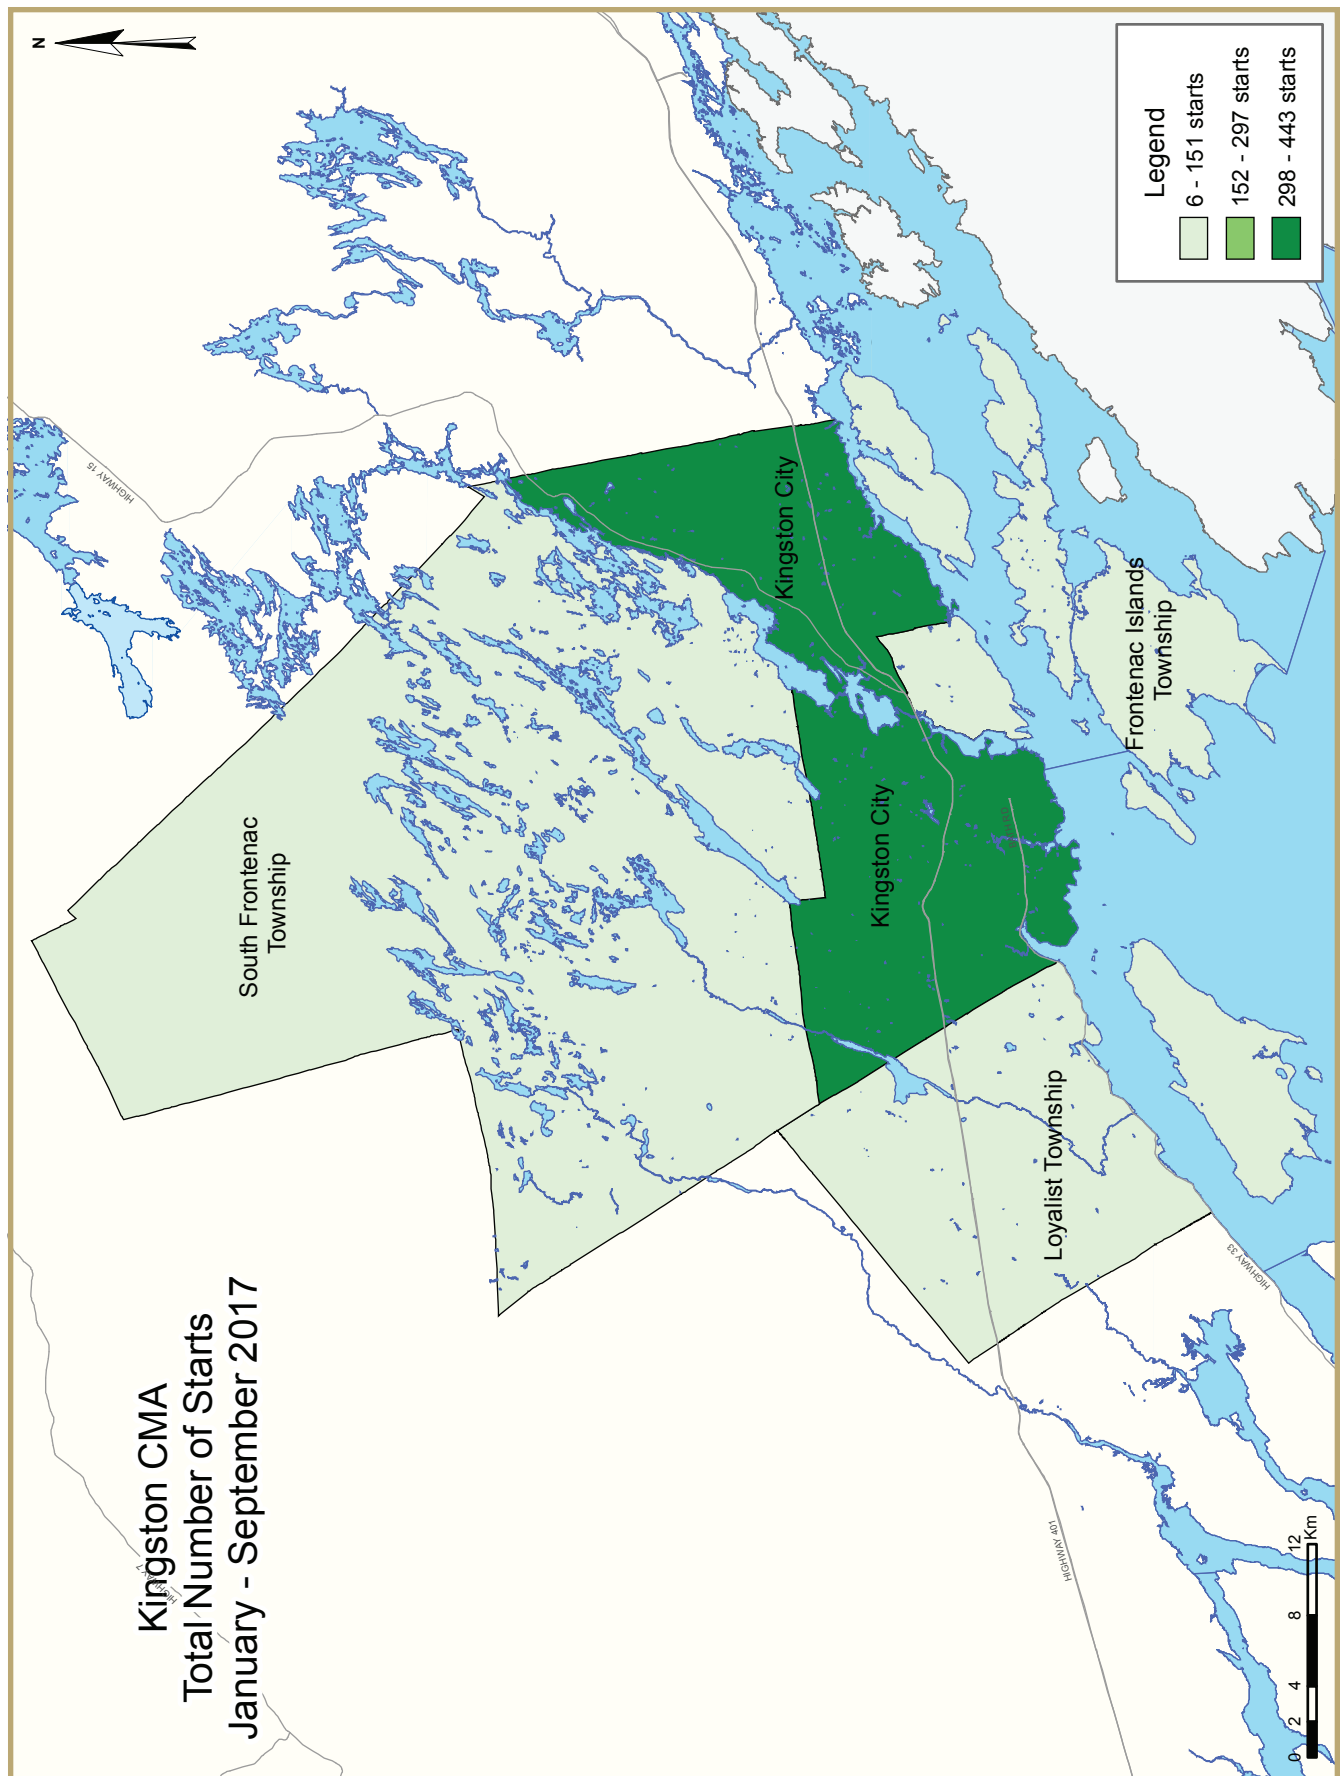 Kingston CMA
Total Number of Starts
January - September 2017
N
HIGHWAY 7
HIGHWAY 15
South Frontenac
Township
Kingston City
Kingston City
Loyalist Township
Frontenac Islands
Township
HIGHWAY 401
HIGHWAY 33
Legend
6 - 151 starts
152 - 297 starts
298 - 443 starts
0 2 4 8 12
Km